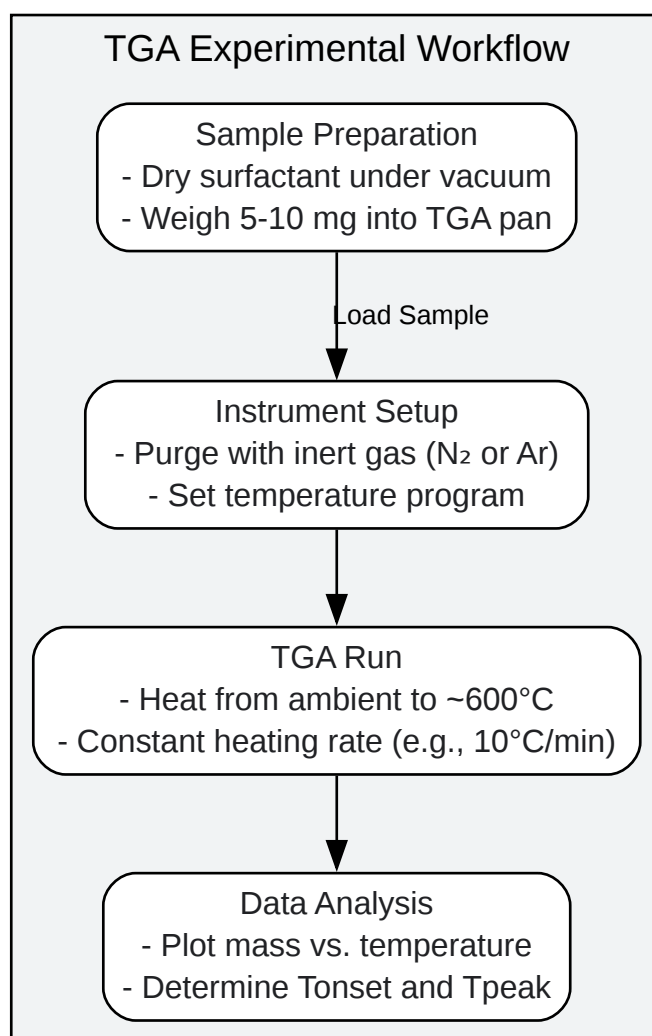 TGA Experimental Workflow
Sample Preparation
- Dry surfactant under vacuum
- Weigh 5-10 mg into TGA pan
Load Sample
Instrument Setup
- Purge with inert gas (N₂ or Ar)
- Set temperature program
TGA Run
- Heat from ambient to ~600°C
- Constant heating rate (e.g., 10°C/min)
Data Analysis
- Plot mass vs. temperature
- Determine Tonset and Tpeak